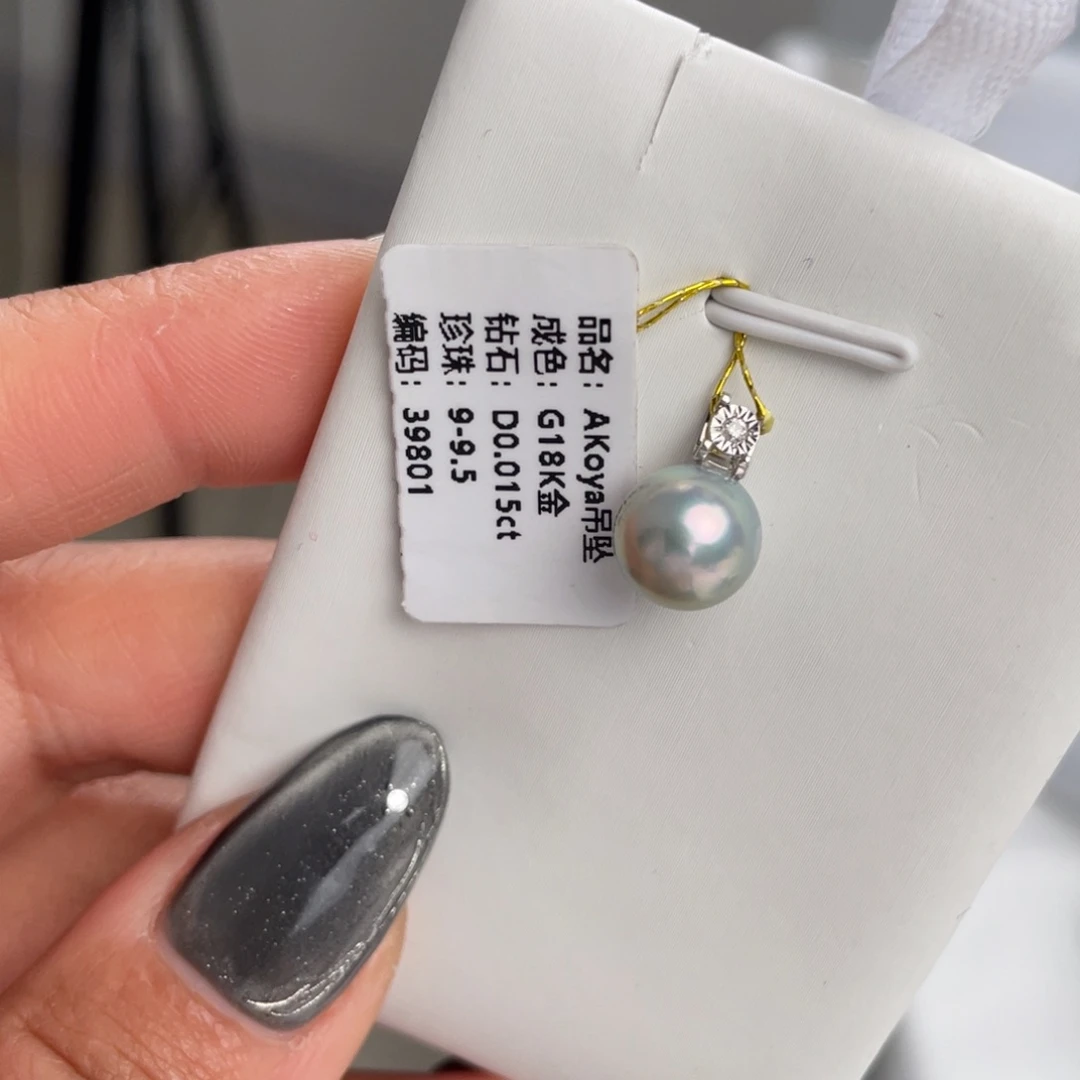 品名: AKoya吊坠
成色: G18K金
钻石: D0.015ct
珍珠: 9-9.5
编码: 39801